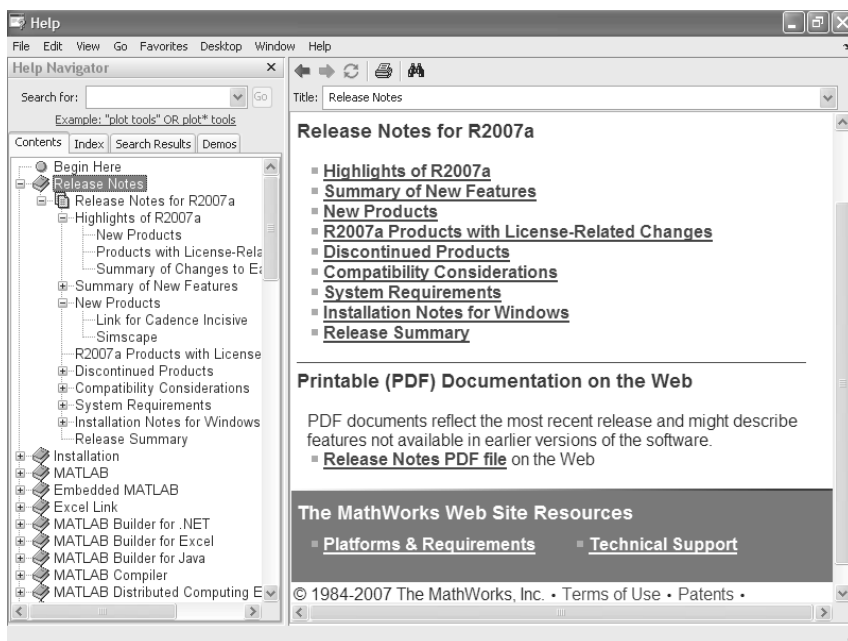 Help
File Edit View Go Favorites Desktop Window Help
Help Navigator
Search for:
Go
Example: "plot tools" OR plot* tools
Contents Index Search Results Demos
Begin Here
Release Notes
Release Notes for R2007a
Highlights of R2007a
New Products
Products with License-Rela
Summary of Changes to Ea
Summary of New Features
New Products
Link for Cadence Incisive
Simscape
R2007a Products with License
Discontinued Products
Compatibility Considerations
System Requirements
Installation Notes for Windows
Release Summary
Installation
MATLAB
Embedded MATLAB
Excel Link
MATLAB Builder for .NET
MATLAB Builder for Excel
MATLAB Builder for Java
MATLAB Compiler
MATLAB Distributed Computing E
Title: Release Notes
Release Notes for R2007a
Highlights of R2007a
Summary of New Features
New Products
R2007a Products with License-Related Changes
Discontinued Products
Compatibility Considerations
System Requirements
Installation Notes for Windows
Release Summary
Printable (PDF) Documentation on the Web
PDF documents reflect the most recent release and might describe
features not available in earlier versions of the software.
Release Notes PDF file on the Web
The MathWorks Web Site Resources
Platforms & Requirements Technical Support
© 1984-2007 The MathWorks, Inc. • Terms of Use • Patents •